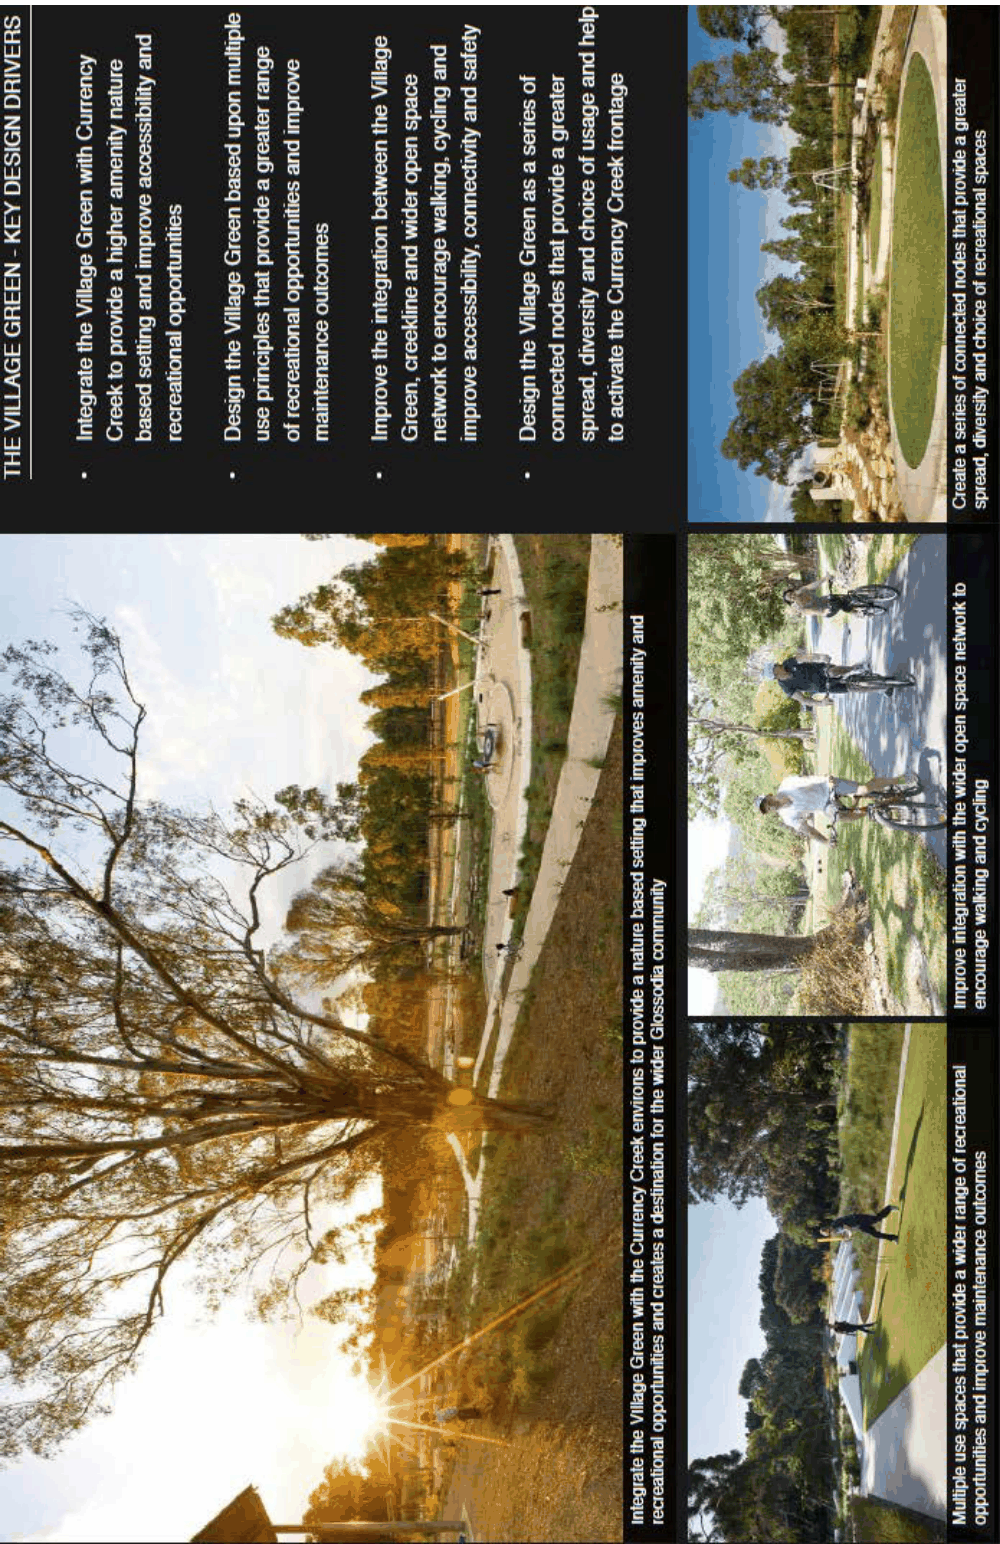 THE VILLAGE GREEN - KEY DESIGN DRIVERS
• Integrate the Village Green with Currency
Creek to provide a higher amenity nature
based setting and improve accessibility and
recreational opportunities
• Design the Village Green based upon multiple
use principles that provide a greater range
of recreational opportunities and improve
maintenance outcomes
• Improve the integration between the Village
Green, creekline and wider open space
network to encourage walking, cycling and
improve accessibility, connectivity and safety
• Design the Village Green as a series of
connected nodes that provide a greater
spread, diversity and choice of usage and help
to activate the Currency Creek frontage
Integrate the Village Green with the Currency Creek environs to provide a nature based setting that improves amenity and
recreational opportunities and creates a destination for the wider Glossodia community
Multiple use spaces that provide a wider range of recreational
opportunities and improve maintenance outcomes
Improve integration with the wider open space network to
encourage walking and cycling
Create a series of connected nodes that provide a greater
spread, diversity and choice of recreational spaces